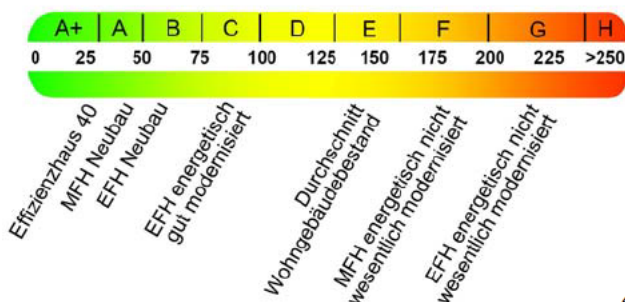 A+ A B C D E F G H
0 25 50 75 100 125 150 175 200 225 >250
Effizienzhaus 40
MFH Neubau
EFH Neubau
EFH energetisch
gut modernisiert
Durchschnitt
Wohngebäudebestand
MFH energetisch nicht
wesentlich modernisiert
EFH energetisch nicht
wesentlich modernisiert